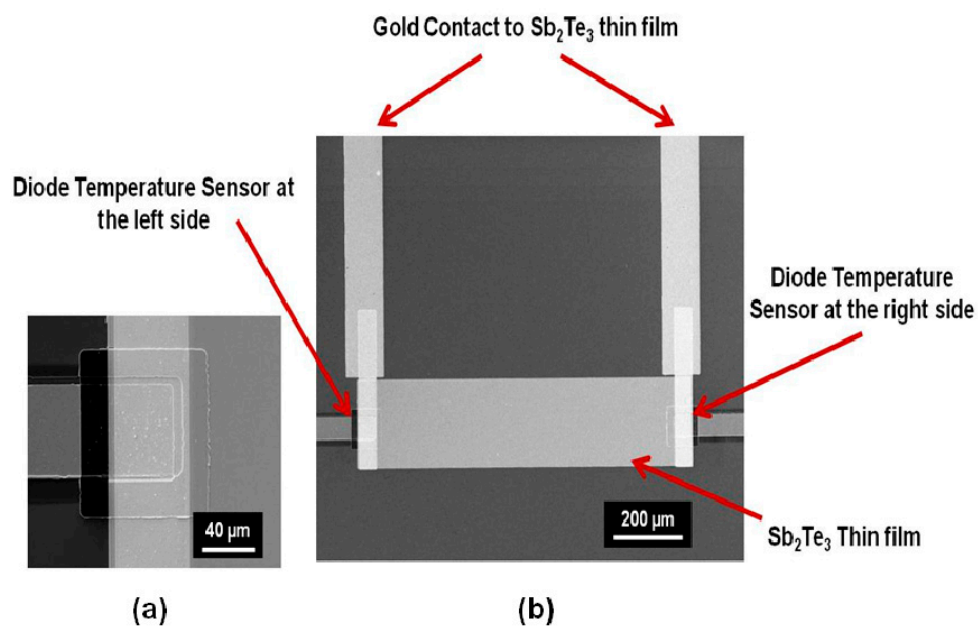 Gold Contact to Sb₂Te₃ thin film
Diode Temperature Sensor at
the left side
Diode Temperature
Sensor at the right side
40 µm
200 µm
Sb₂Te₃ Thin film
(a)
(b)